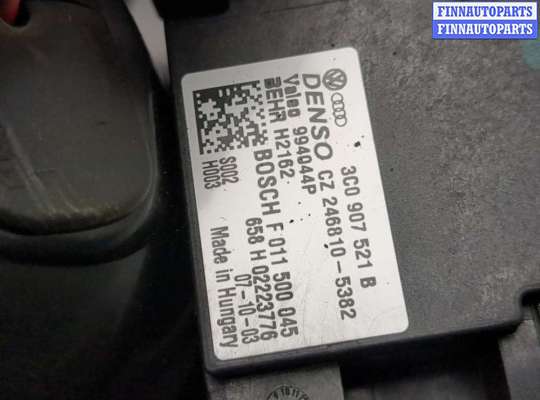 FINNAUTOPARTS
FINNAUTOPARTS
3C0 907 521 B
DENSO CZ 246810-5382
Valeo 994044P
BEHR H2162
BOSCH F 011 500 045
658 H 02223776
S002 07-10-03
H003 Made in Hungary